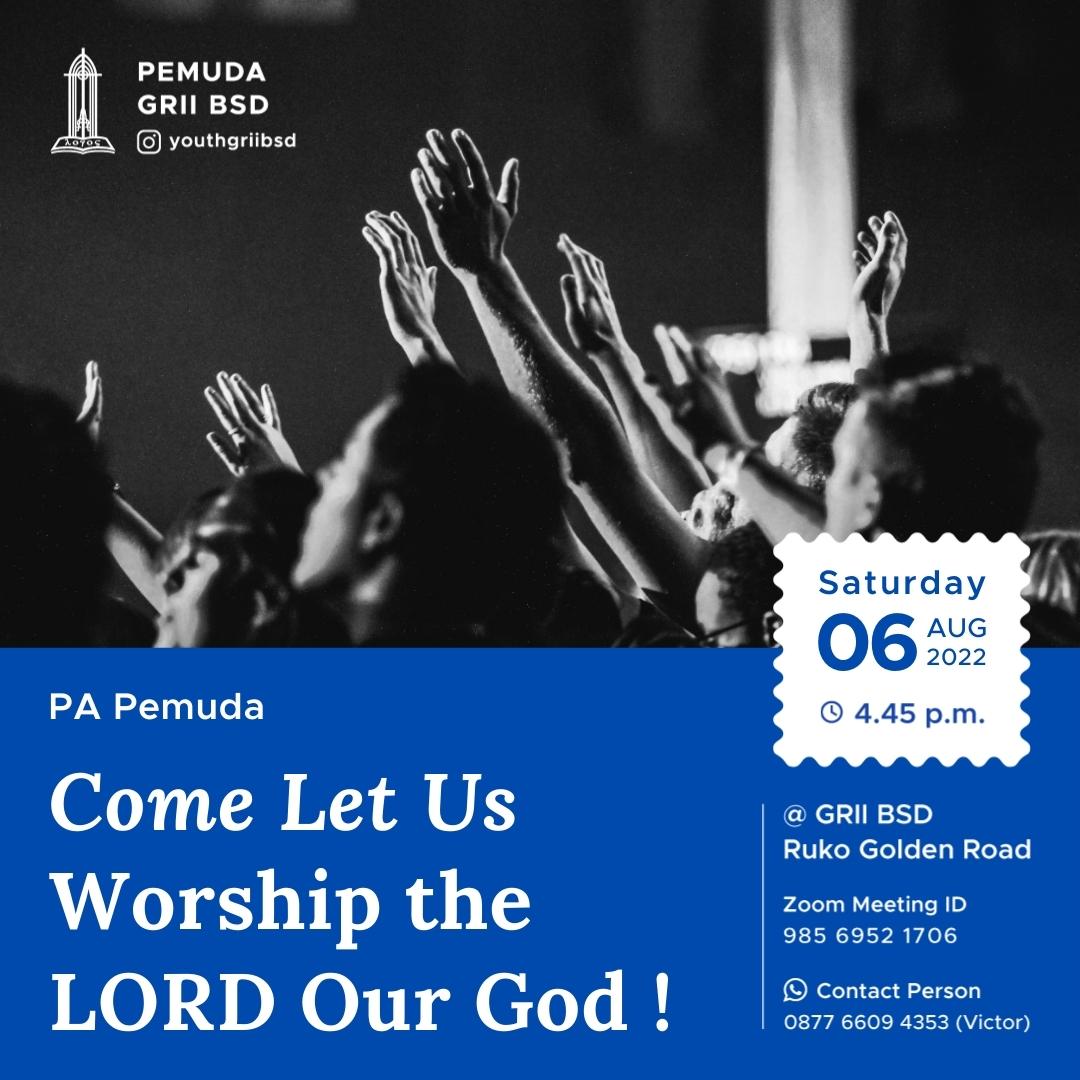 PEMUDA
GRII BSD
youthgriibsd
λογος
Saturday
06 AUG
2022
4.45 p.m.
PA Pemuda
Come Let Us
Worship the
LORD Our God !
@ GRII BSD
Ruko Golden Road
Zoom Meeting ID
985 6952 1706
Contact Person
0877 6609 4353 (Victor)